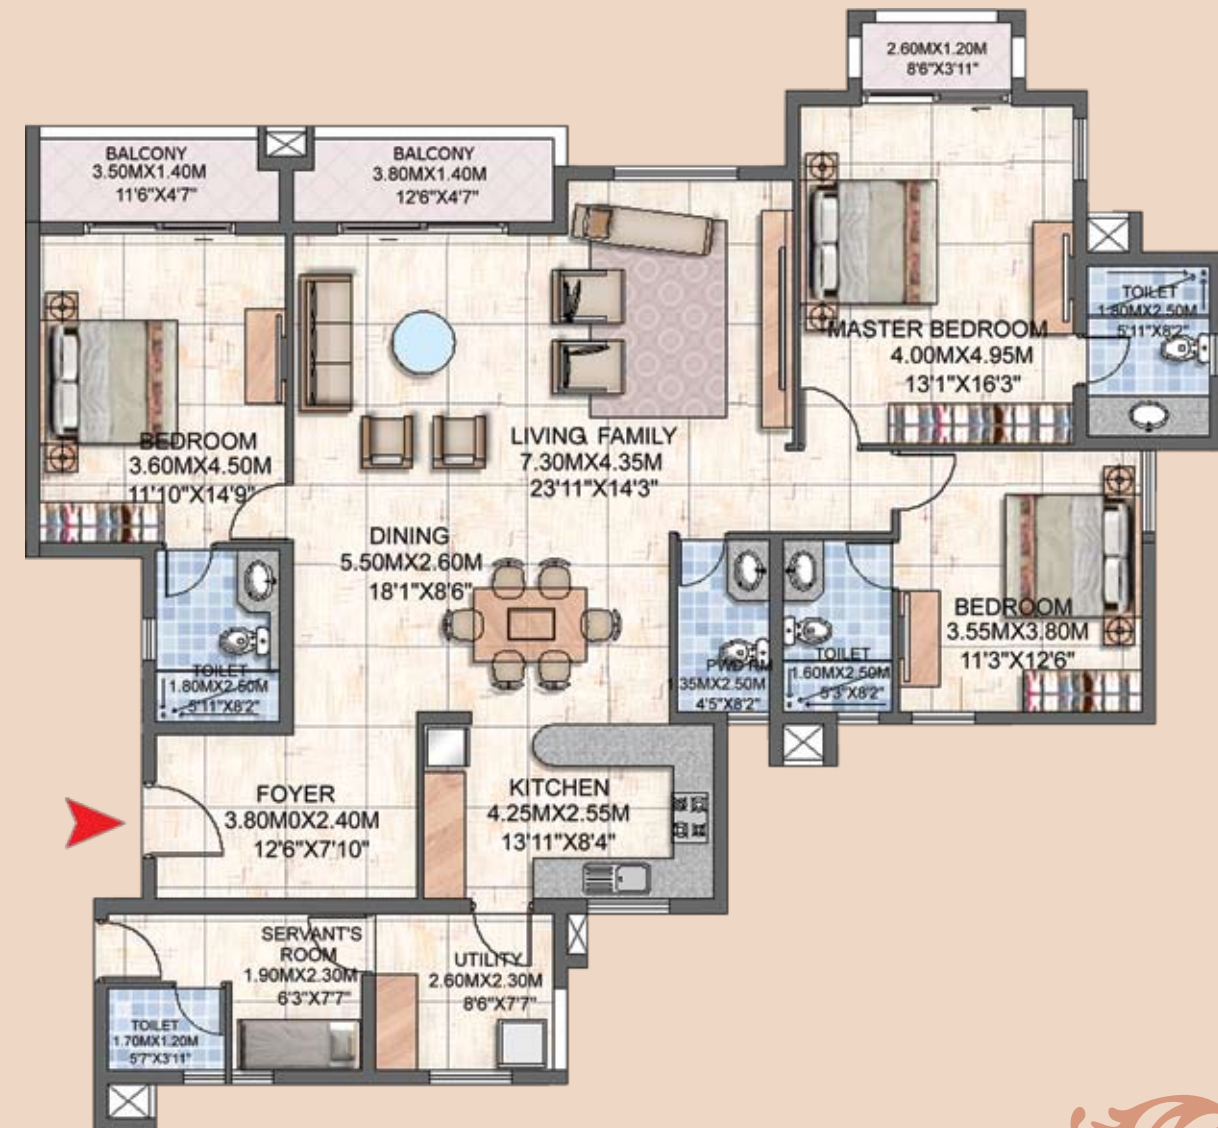 2.60MX1.20M
8'6"X3'11"
BALCONY
3.50MX1.40M
11'6"X4'7"
BALCONY
3.80MX1.40M
12'6"X4'7"
TOILET
1.80MX2.50M
5'11"X8'2"
MASTER BEDROOM
4.00MX4.95M
13'1"X16'3"
BEDROOM
3.60MX4.50M
11'10"X14'9"
LIVING FAMILY
7.30MX4.35M
23'11"X14'3"
DINING
5.50MX2.60M
18'1"X8'6"
BEDROOM
3.55MX3.80M
11'3"X12'6"
TOILET
1.80MX2.50M
5'11"X8'2"
PWD RM
1.35MX2.50M
4'5"X8'2"
TOILET
1.60MX2.50M
5'3"X8'2"
FOYER
3.80M0X2.40M
12'6"X7'10"
KITCHEN
4.25MX2.55M
13'11"X8'4"
SERVANT'S
ROOM
1.90MX2.30M
6'3"X7'7"
UTILITY
2.60MX2.30M
8'6"X7'7"
TOILET
1.70MX1.20M
5'7"X3'11"